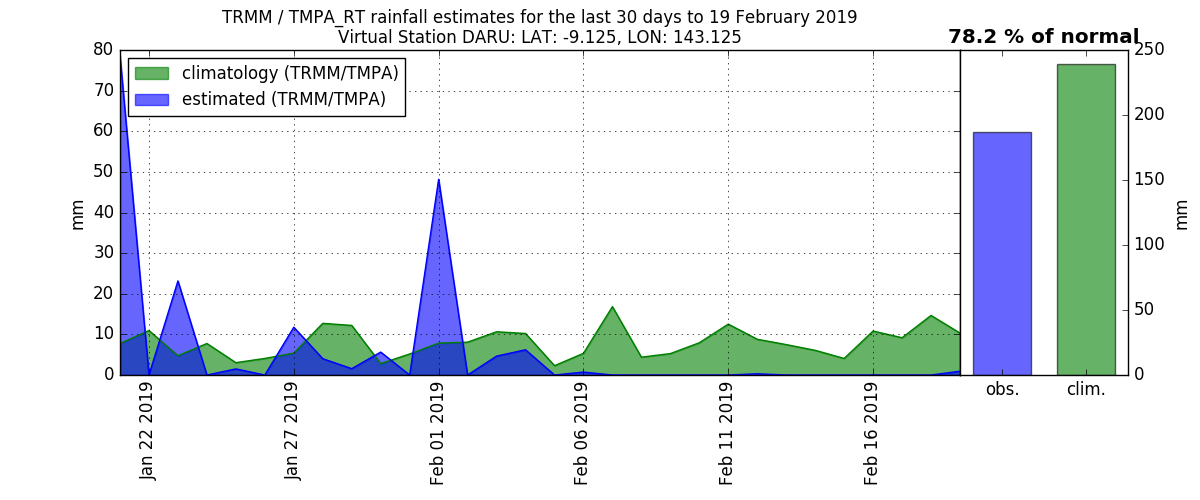 TRMM / TMPA_RT rainfall estimates for the last 30 days to 19 February 2019
Virtual Station DARU: LAT: -9.125, LON: 143.125
78.2 % of normal
climatology (TRMM/TMPA)
estimated (TRMM/TMPA)
80
70
60
50
40
30
20
10
0
mm
Jan 22 2019
Jan 27 2019
Feb 01 2019
Feb 06 2019
Feb 11 2019
Feb 16 2019
obs.
clim.
250
200
150
100
50
0
mm